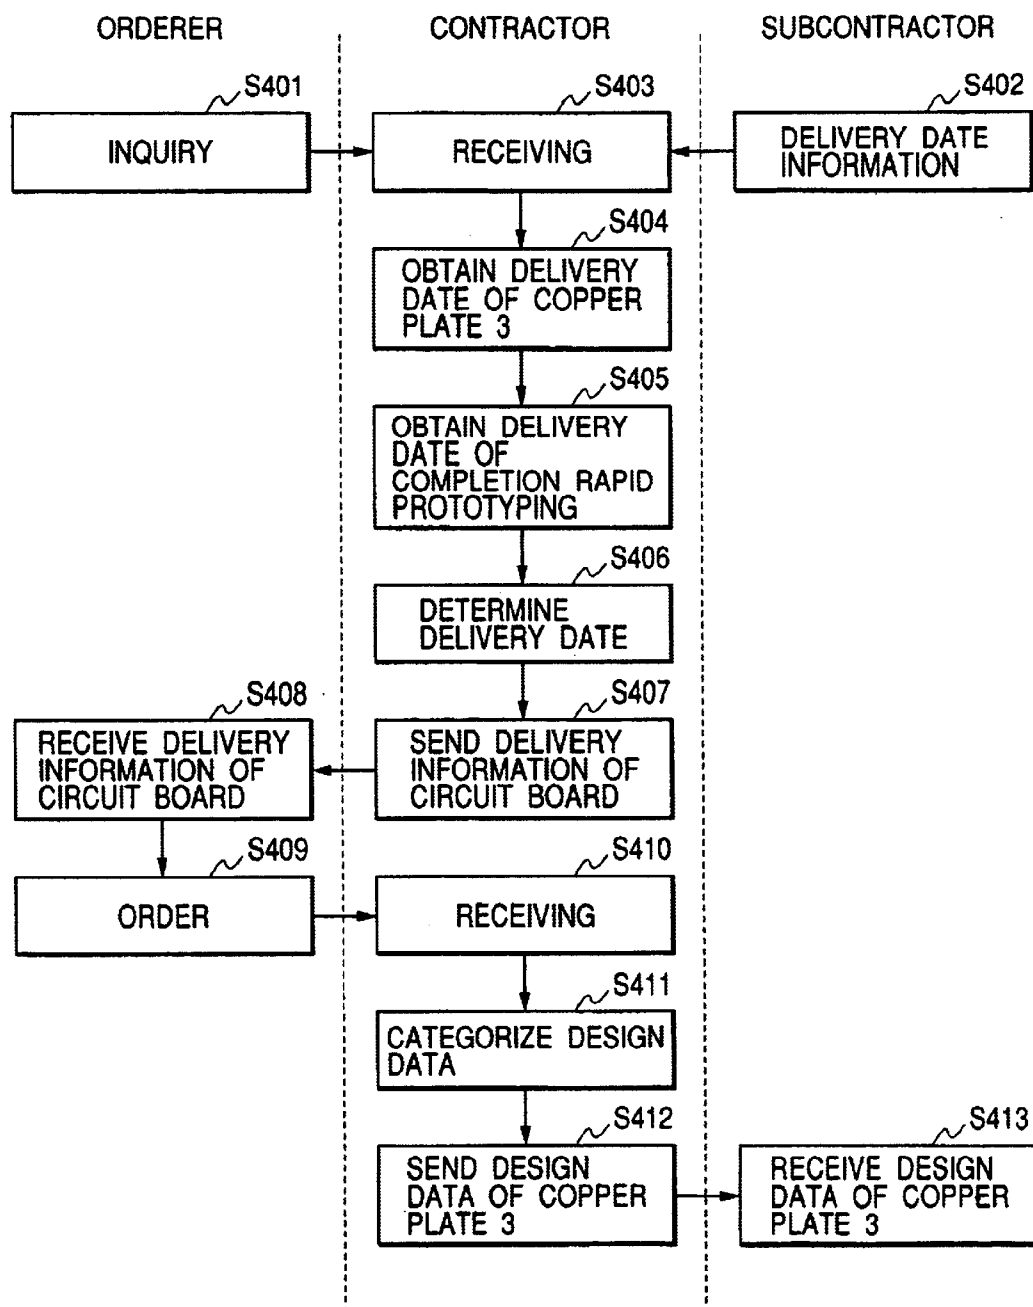 ORDERER
CONTRACTOR
SUBCONTRACTOR
S401
S403
S402
INQUIRY
RECEIVING
DELIVERY DATE
INFORMATION
S404
OBTAIN DELIVERY
DATE OF COPPER
PLATE 3
S405
OBTAIN DELIVERY
DATE OF
COMPLETION RAPID
PROTOTYPING
S406
DETERMINE
DELIVERY DATE
S408
S407
RECEIVE DELIVERY
INFORMATION OF
CIRCUIT BOARD
SEND DELIVERY
INFORMATION OF
CIRCUIT BOARD
S409
S410
ORDER
RECEIVING
S411
CATEGORIZE DESIGN
DATA
S412
S413
SEND DESIGN
DATA OF COPPER
PLATE 3
RECEIVE DESIGN
DATA OF COPPER
PLATE 3